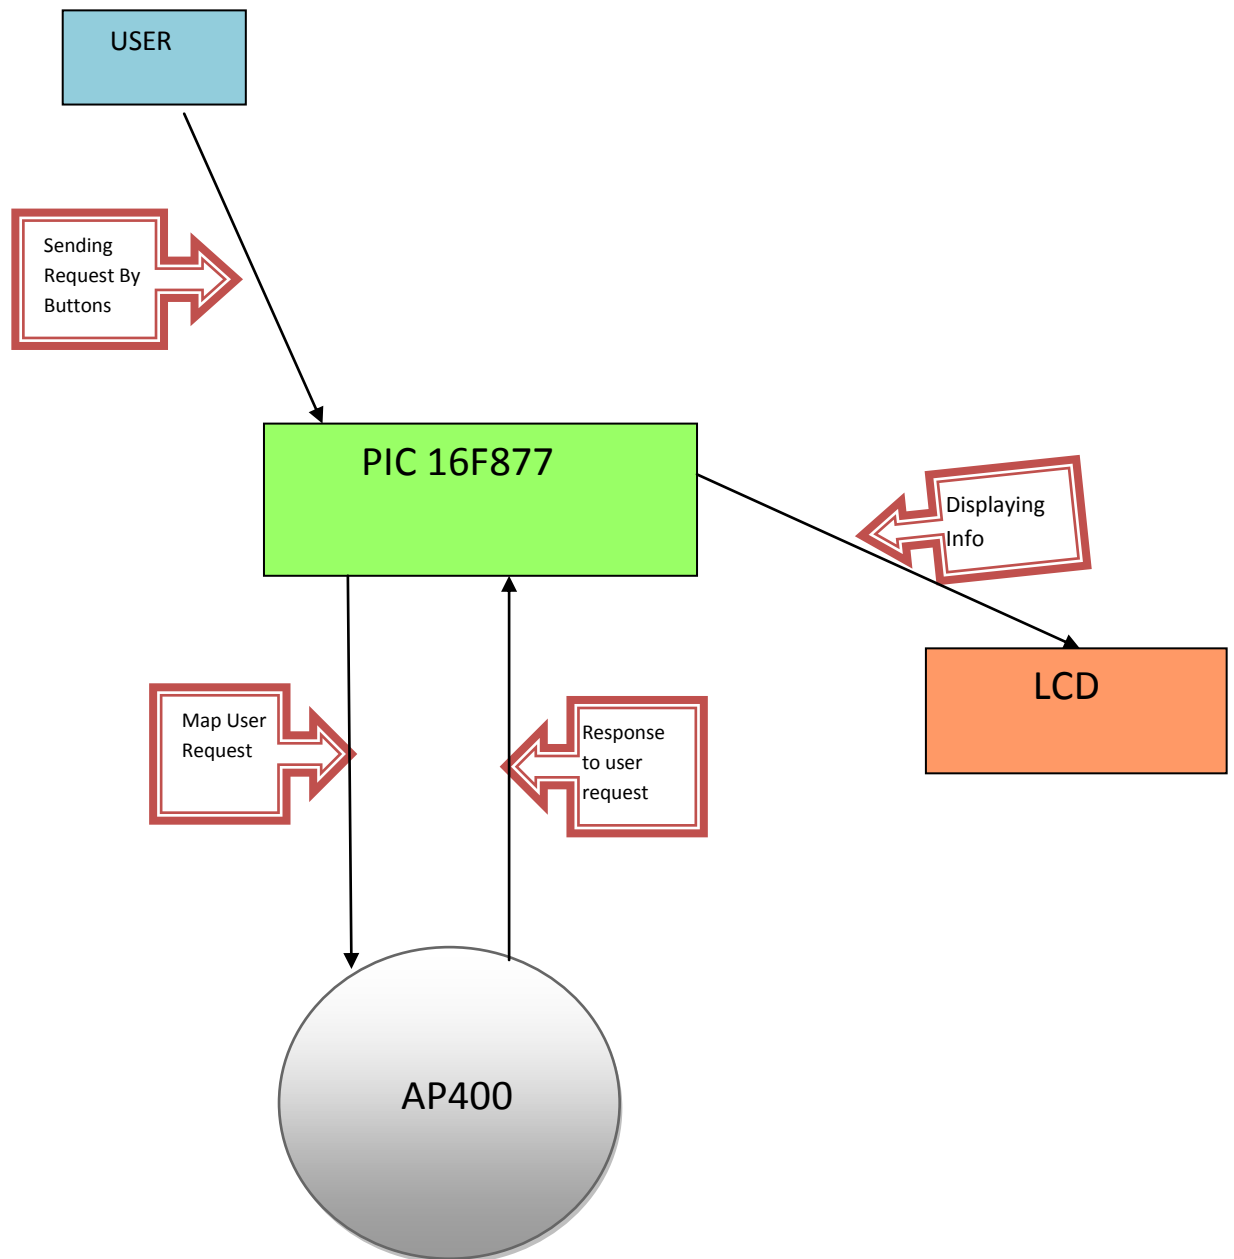 USER
Sending
Request By
Buttons
PIC 16F877
Displaying
Info
LCD
Map User
Request
Response
to user
request
AP400